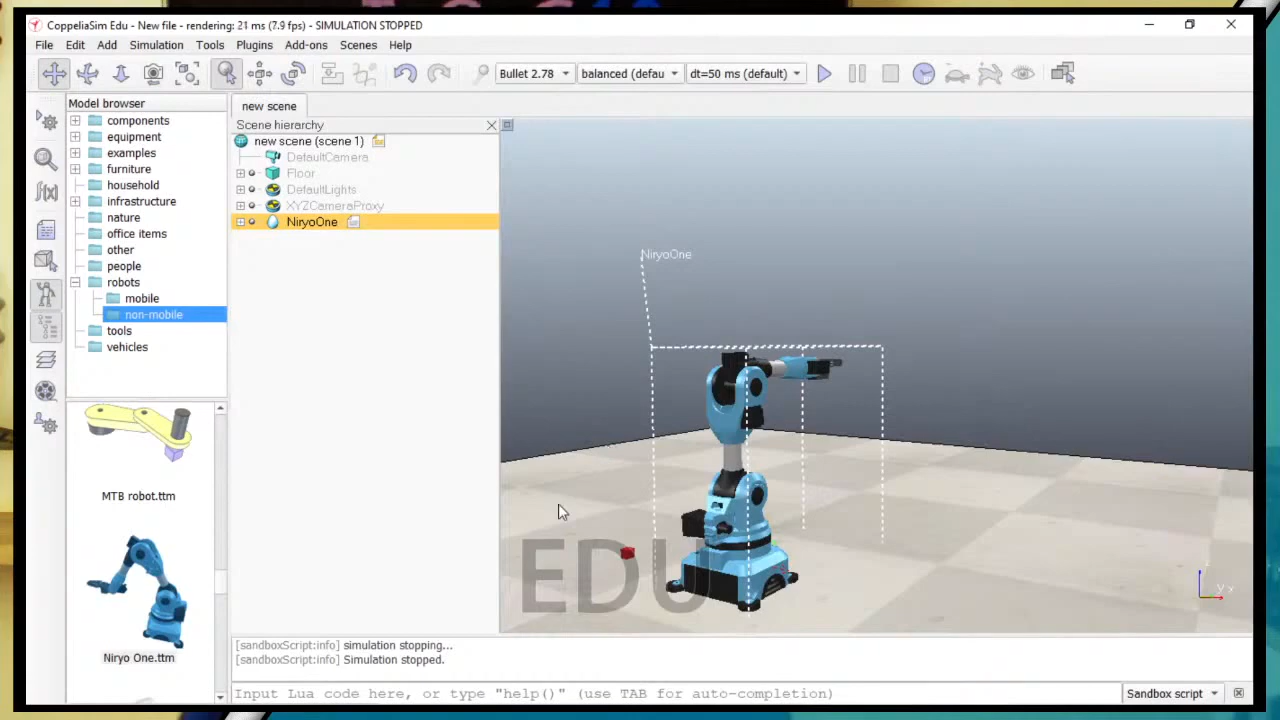 CoppeliaSim Edu - New file - rendering: 21 ms (7.9 fps) - SIMULATION STOPPED
File Edit Add Simulation Tools Plugins Add-ons Scenes Help
Bullet 2.78 balanced (defau dt=50 ms (default)
Model browser
components
equipment
examples
furniture
household
infrastructure
nature
office items
other
people
robots
mobile
non-mobile
tools
vehicles
MTB robot.ttm
Niryo One.ttm
new scene
Scene hierarchy
new scene (scene 1)
DefaultCamera
Floor
DefaultLights
XYZCameraProxy
NiryoOne
f(x)
NiryoOne
EDU
x
[sandboxScript:info] simulation stopping...
[sandboxScript:info] Simulation stopped.
Input Lua code here, or type "help()" (use TAB for auto-completion)
Sandbox script